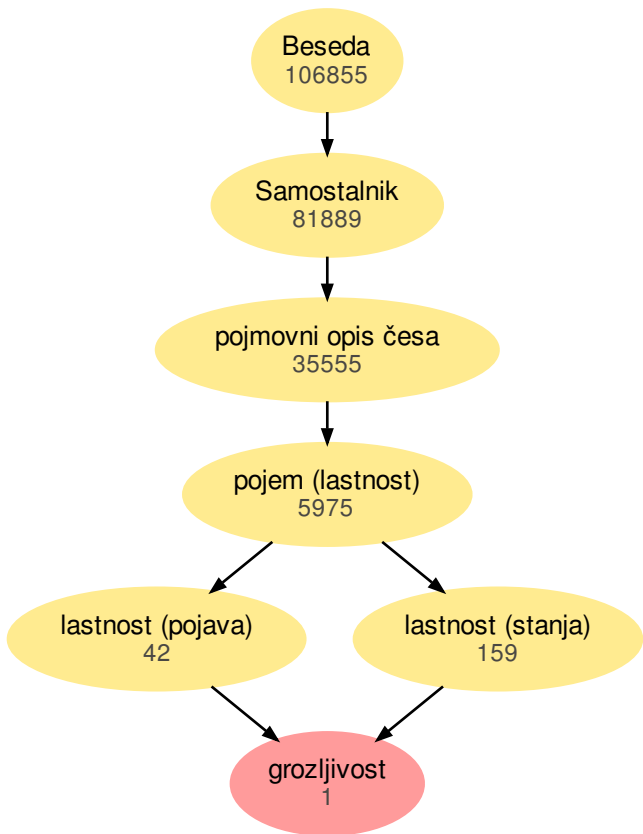 Beseda
106855
Samostalnik
81889
pojmovni opis česa
35555
pojem (lastnost)
5975
lastnost (pojava)
42
lastnost (stanja)
159
grozljivost
1